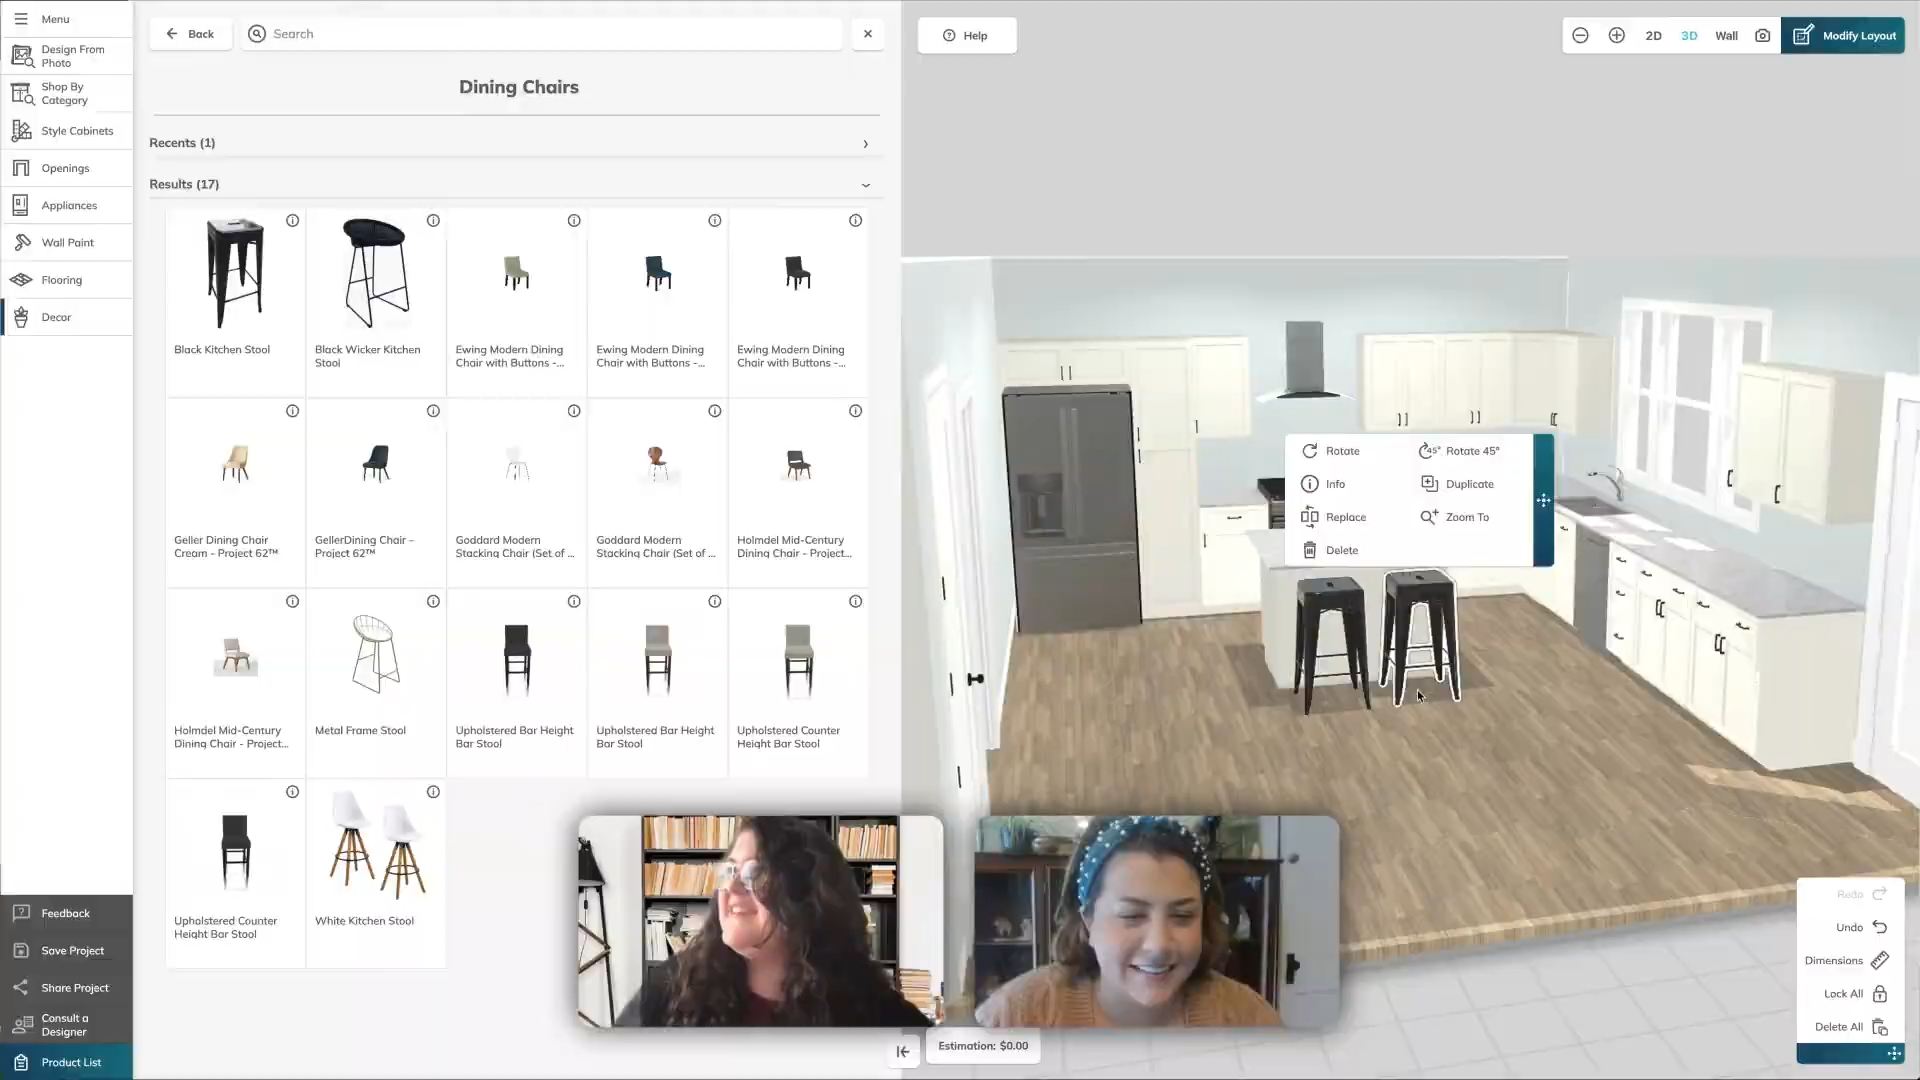 Menu
Design From
Photo
Shop By
Category
Style Cabinets
Openings
Appliances
Wall Paint
Flooring
Decor
Feedback
Save Project
Share Project
Consult a
Designer
Product List
Back
Search
Dining Chairs
Recents (1)
Results (17)
Black Kitchen Stool
Black Wicker Kitchen
Stool
Ewing Modern Dining
Chair with Buttons -...
Ewing Modern Dining
Chair with Buttons -...
Ewing Modern Dining
Chair with Buttons -...
Geller Dining Chair
Cream - Project 62™
GellerDining Chair -
Project 62™
Goddard Modern
Stacking Chair (Set of ...
Goddard Modern
Stacking Chair (Set of ...
Holmdel Mid-Century
Dining Chair - Project...
Holmdel Mid-Century
Dining Chair - Project...
Metal Frame Stool
Upholstered Bar Height
Bar Stool
Upholstered Bar Height
Bar Stool
Upholstered Counter
Height Bar Stool
Upholstered Counter
Height Bar Stool
White Kitchen Stool
Help
2D
3D
Wall
Modify Layout
Rotate
45°
Rotate 45°
Info
Duplicate
Replace
Zoom To
Delete
Estimation: $0.00
Redo
Undo
Dimensions
Lock All
Delete All